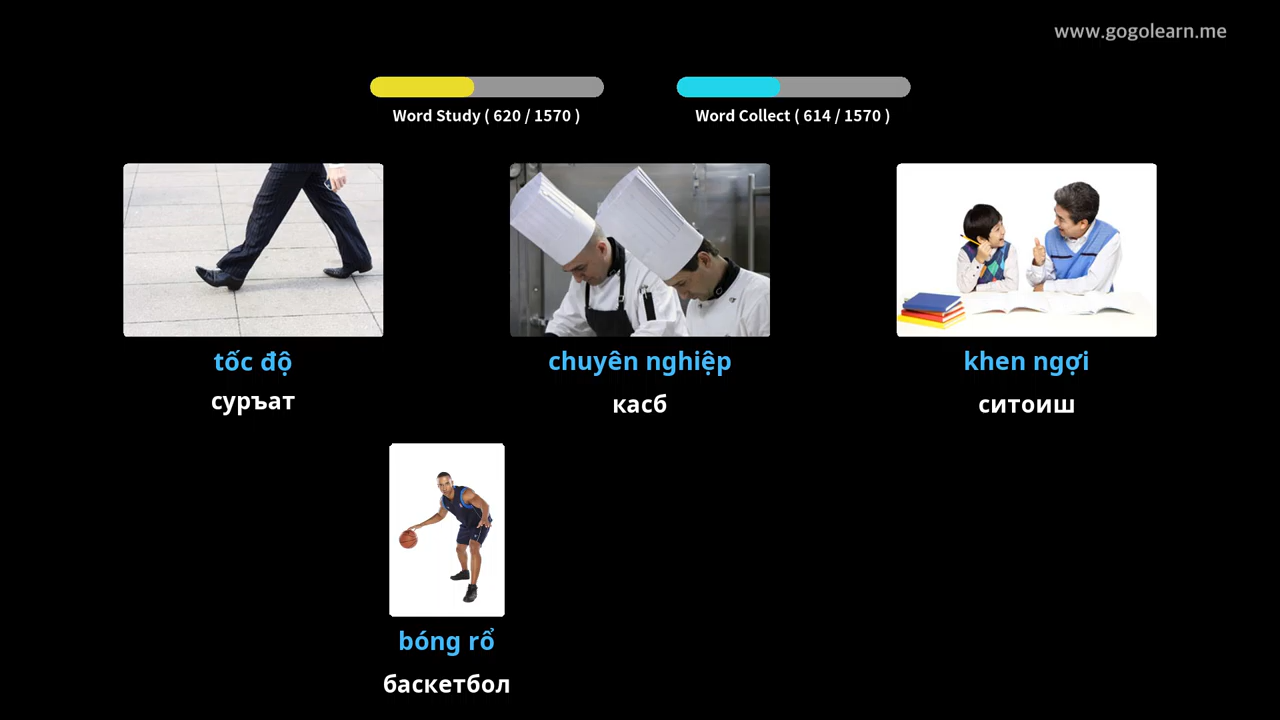 www.gogolearn.me
Word Study ( 620 / 1570 )
Word Collect ( 614 / 1570 )
tốc độ
chuyên nghiệp
khen ngợi
суръат
касб
ситоиш
bóng rổ
баскетбол